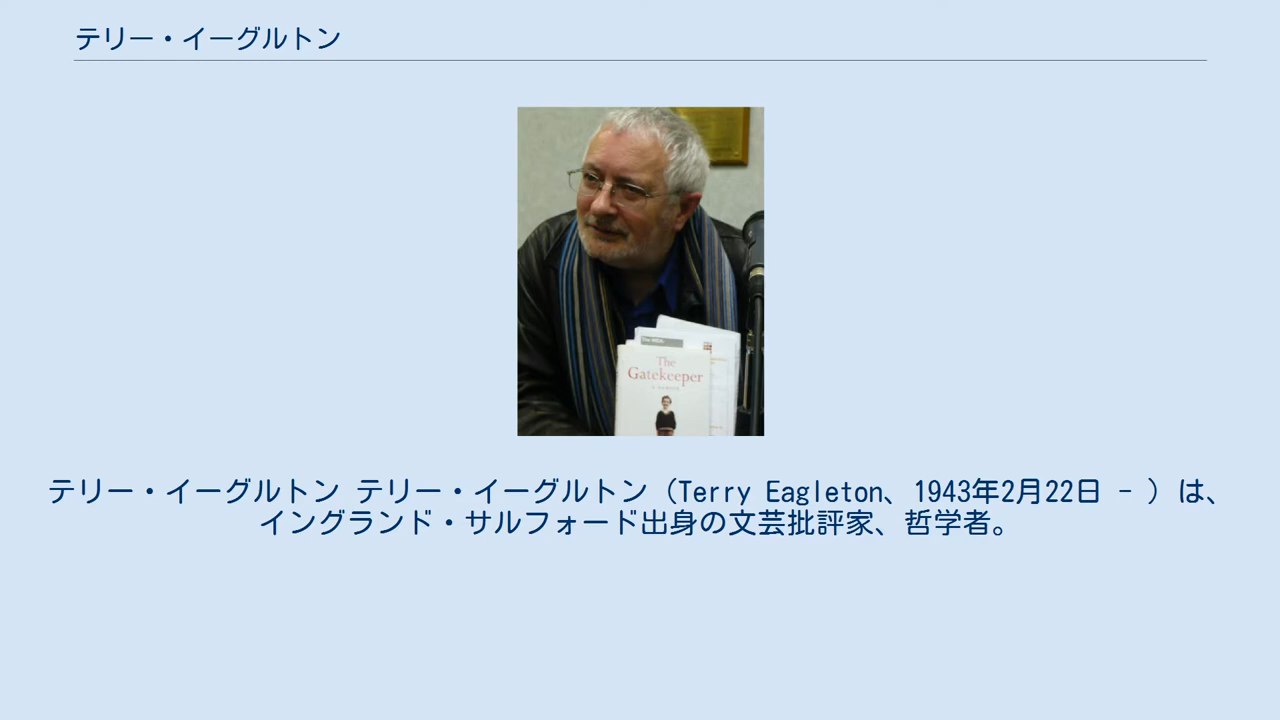 テリー・イーグルトン
The
Gatekeeper
テリー・イーグルトン テリー・イーグルトン（Terry Eagleton、1943年2月22日 - ）は、
イングランド・サルフォード出身の文芸批評家、哲学者。